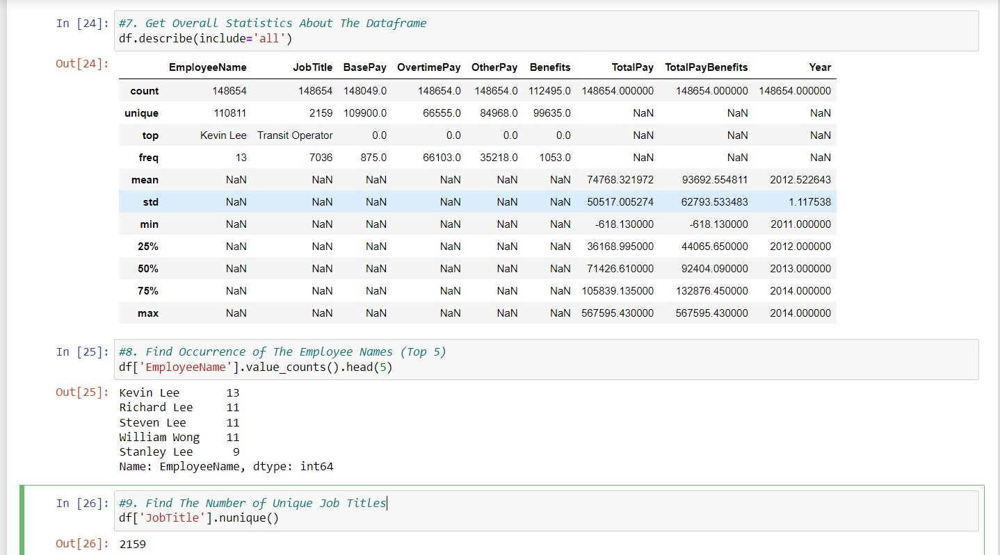 In [24]: #7. Get Overall Statistics About The Dataframe
df.describe(include='all')
Out[24]:
EmployeeName JobTitle BasePay OvertimePay OtherPay Benefits TotalPay TotalPayBenefits Year
count 148654 148654 148049.0 148654.0 148654.0 112495.0 148654.000000 148654.000000 148654.000000
unique 110811 2159 109900.0 66555.0 84968.0 99635.0 NaN NaN NaN
top Kevin Lee Transit Operator 0.0 0.0 0.0 0.0 NaN NaN NaN
freq 13 7036 875.0 66103.0 35218.0 1053.0 NaN NaN NaN
mean NaN NaN NaN NaN NaN NaN 74768.321972 93692.554811 2012.522643
std NaN NaN NaN NaN NaN NaN 50517.005274 62793.533483 1.117538
min NaN NaN NaN NaN NaN NaN -618.130000 -618.130000 2011.000000
25% NaN NaN NaN NaN NaN NaN 36168.995000 44065.650000 2012.000000
50% NaN NaN NaN NaN NaN NaN 71426.610000 92404.090000 2013.000000
75% NaN NaN NaN NaN NaN NaN 105839.135000 132876.450000 2014.000000
max NaN NaN NaN NaN NaN NaN 567595.430000 567595.430000 2014.000000
In [25]: #8. Find Occurrence of The Employee Names (Top 5)
df['EmployeeName'].value_counts().head(5)
Out[25]: Kevin Lee 13
Richard Lee 11
Steven Lee 11
William Wong 11
Stanley Lee 9
Name: EmployeeName, dtype: int64
In [26]: #9. Find The Number of Unique Job Titles
df['JobTitle'].nunique()
Out[26]: 2159